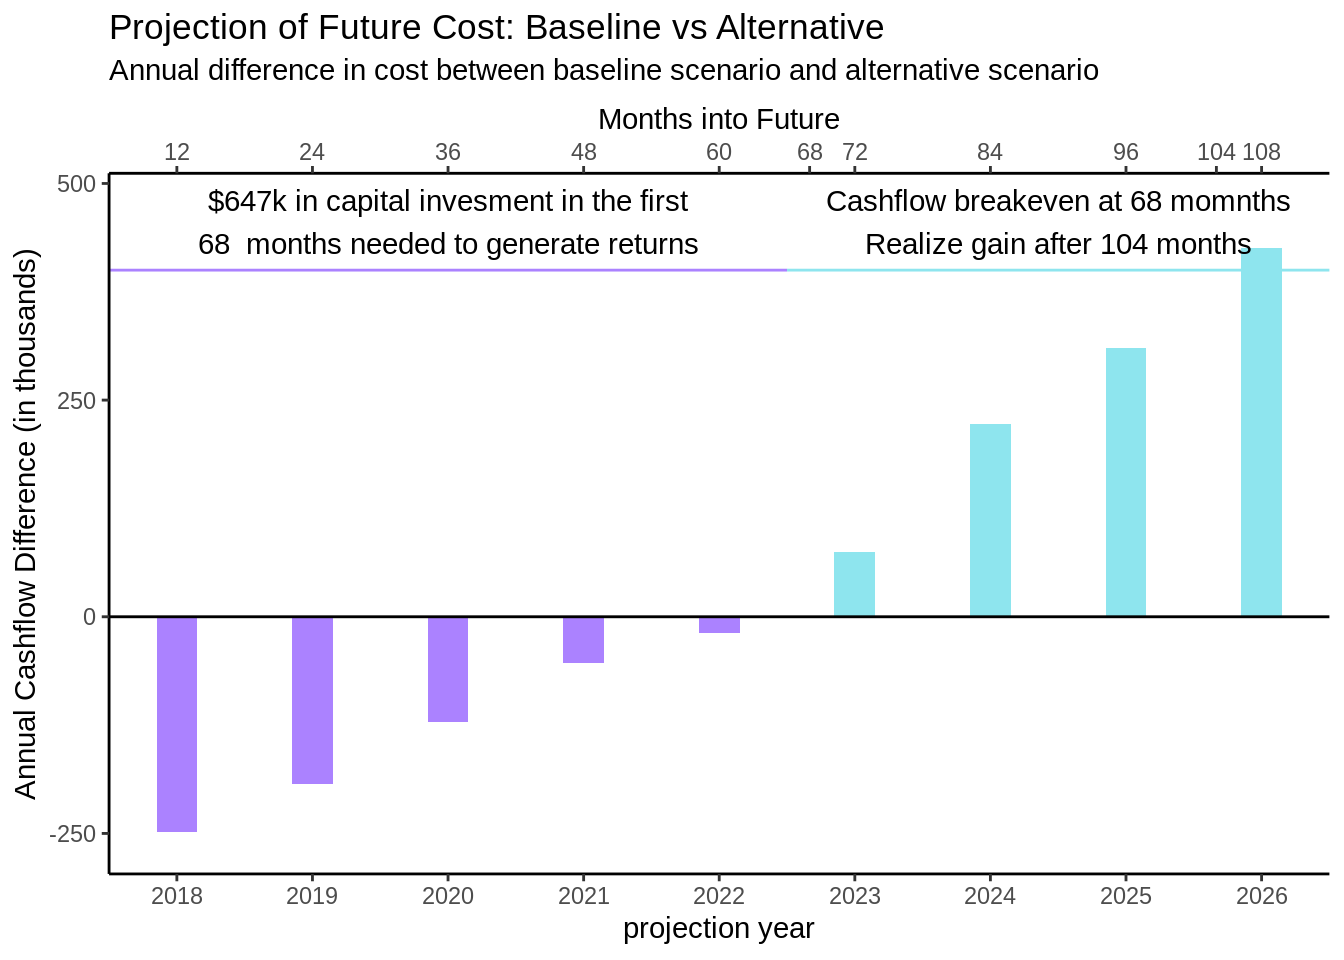 Projection of Future Cost: Baseline vs Alternative
Annual difference in cost between baseline scenario and alternative scenario
Months into Future
12 24 36 48 60 68 72 84 96 104 108
$647k in capital invesment in the first
68  months needed to generate returns
Cashflow breakeven at 68 momnths
Realize gain after 104 months
Annual Cashflow Difference (in thousands)
500
250
0
-250
2018 2019 2020 2021 2022 2023 2024 2025 2026
projection year